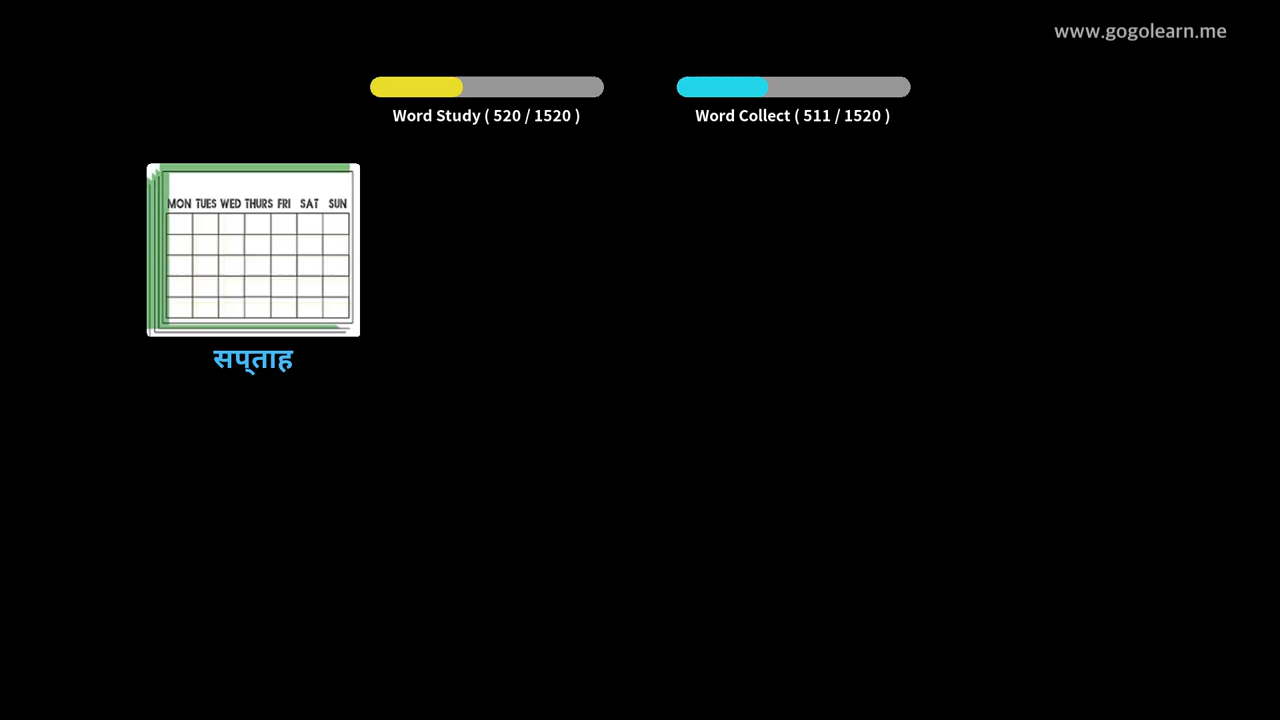 www.gogolearn.me
Word Study ( 520 / 1520 )
Word Collect ( 511 / 1520 )
MON TUES WED THURS FRI SAT SUN
सप्ताह